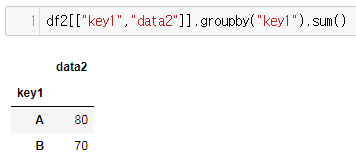 1 df2[["key1","data2"]].groupby("key1").sum()
data2
key1
A 80
B 70